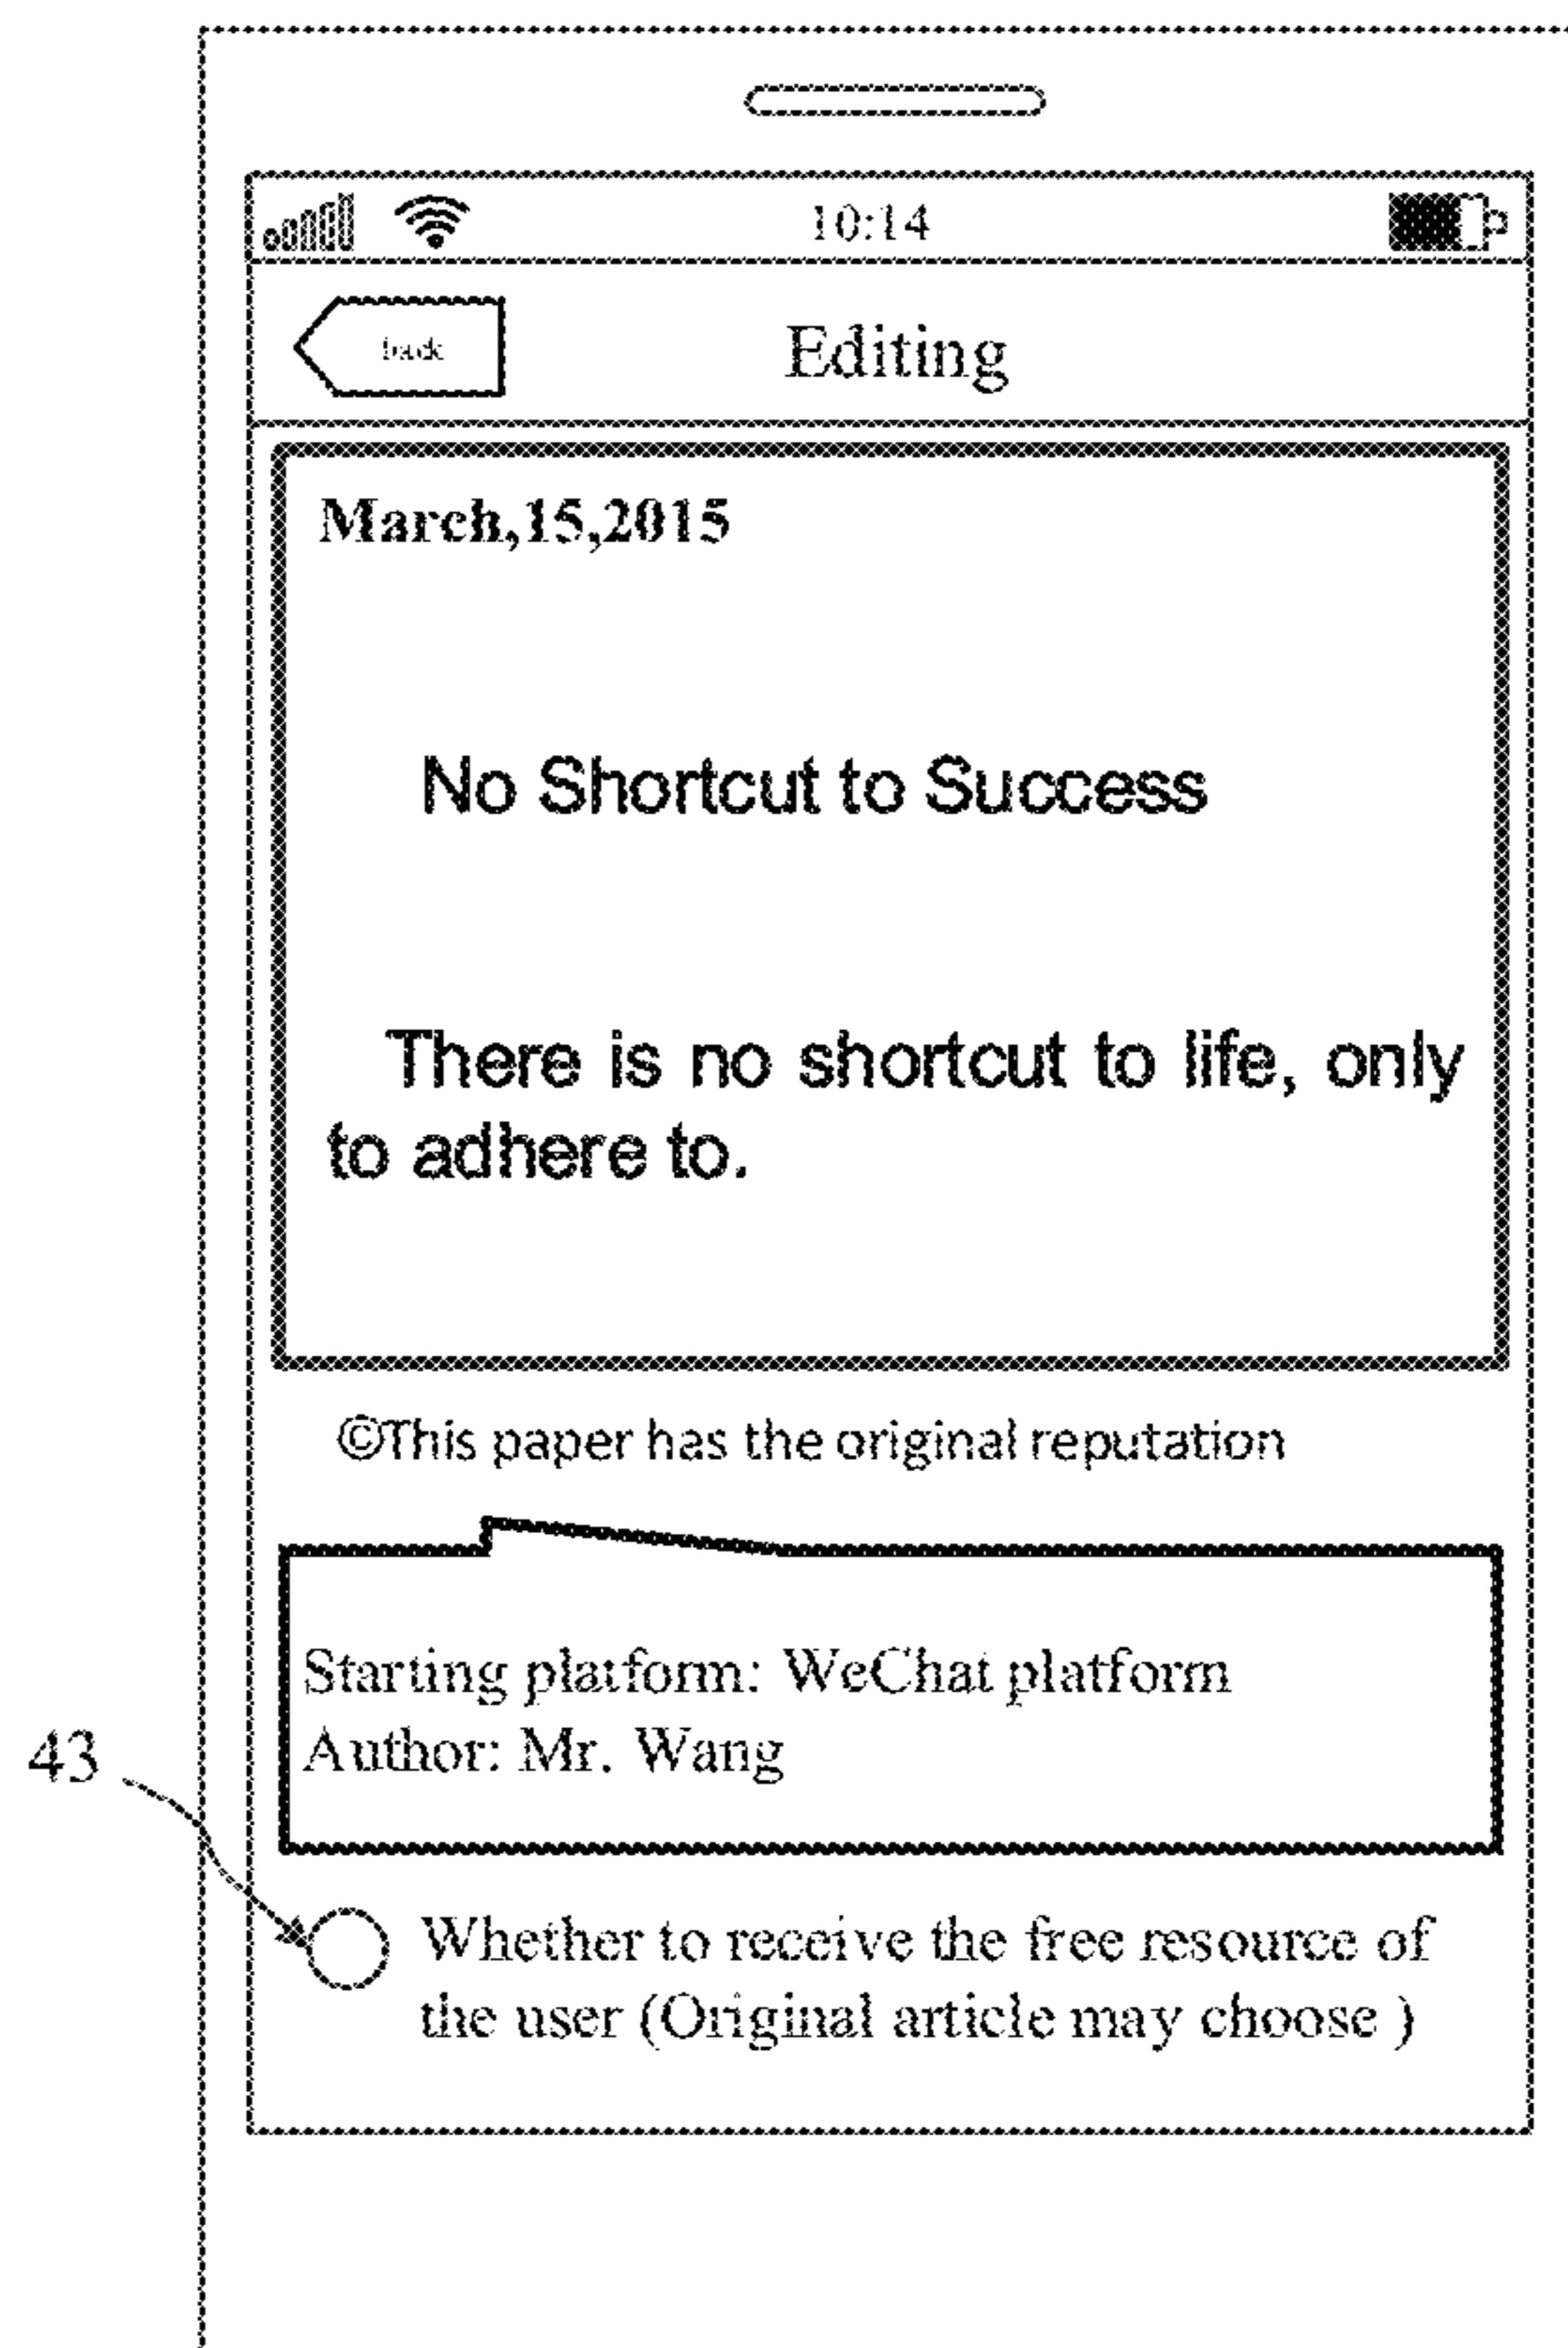 10:14
back
Editing
March,15,2015
No Shortcut to Success
There is no shortcut to life, only
to adhere to.
©This paper has the original reputation
Starting platform: WeChat platform
Author: Mr. Wang
43
Whether to receive the free resource of
the user (Original article may choose )